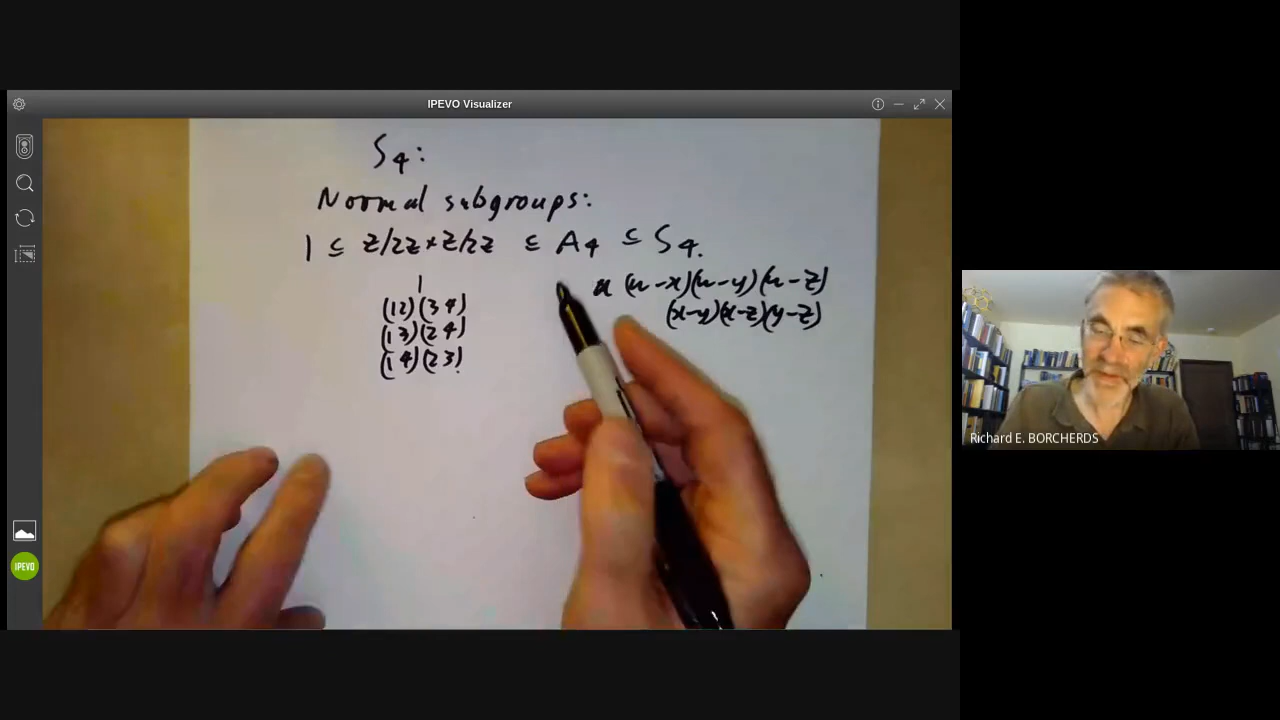 IPEVO Visualizer
S4:
Normal subgroups:
1 ⊆ Z/2Z×Z/2Z ⊆ A4 ⊆ S4.
1
(12)(34)
(13)(24)
(14)(23)
(w-x)(w-y)(w-z)
(x-y)(x-z)(y-z)
IPEVO
Richard E. BORCHERDS